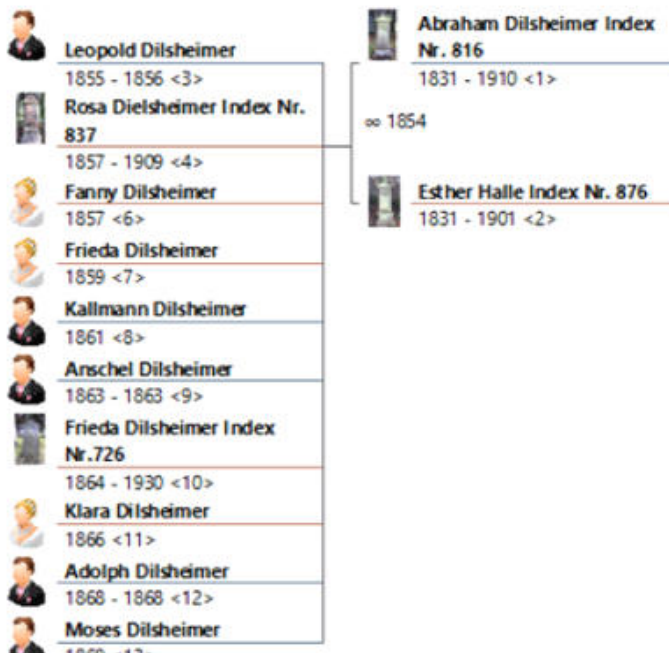 Leopold Dilsheimer
1855 - 1856 <3>
Rosa Dielsheimer Index Nr.
837
1857 - 1909 <4>
Fanny Dilsheimer
1857 <6>
Frieda Dilsheimer
1859 <7>
Kallmann Dilsheimer
1861 <8>
Anschel Dilsheimer
1863 - 1863 <9>
Frieda Dilsheimer Index
Nr.726
1864 - 1930 <10>
Klara Dilsheimer
1866 <11>
Adolph Dilsheimer
1868 - 1868 <12>
Moses Dilsheimer
Abraham Dilsheimer Index
Nr. 816
1831 - 1910 <1>
∞ 1854
Esther Halle Index Nr. 876
1831 - 1901 <2>